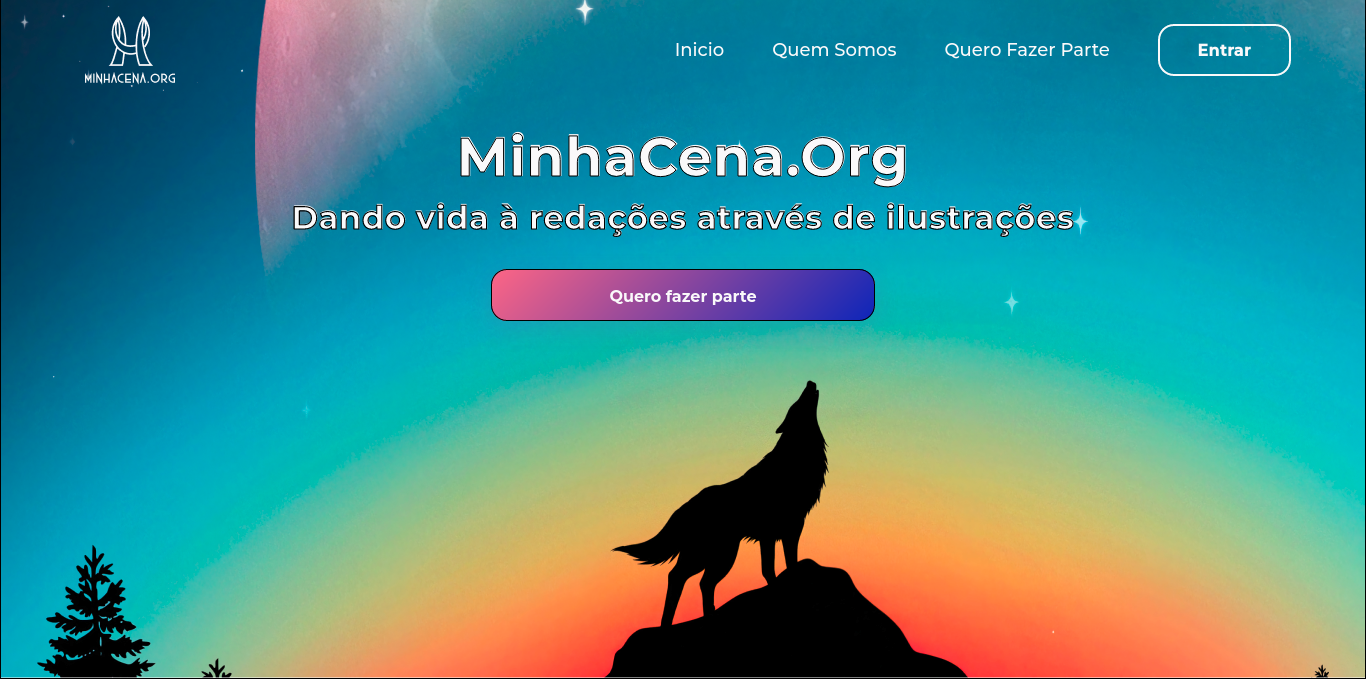 MINHACENA.ORG
Inicio Quem Somos Quero Fazer Parte Entrar
MinhaCena.Org
Dando vida à redações através de ilustrações
Quero fazer parte